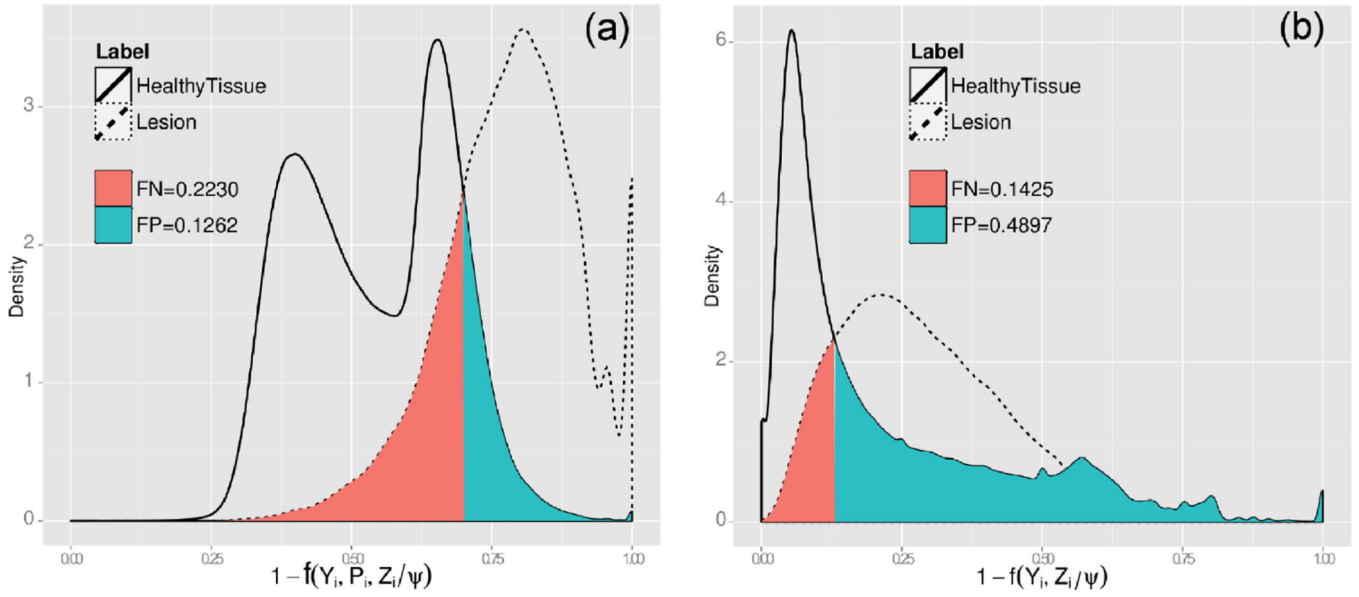 (a)
Label
HealthyTissue
Lesion
FN=0.2230
FP=0.1262
Density
3
2
1
0
0.00 0.25 0.50 0.75 1.00
1 – f(Y_i, P_i, Z_i/ψ)
(b)
Label
HealthyTissue
Lesion
FN=0.1425
FP=0.4897
Density
6
4
2
0
0.00 0.25 0.50 0.75 1.00
1 – f(Y_i, Z_i/ψ)